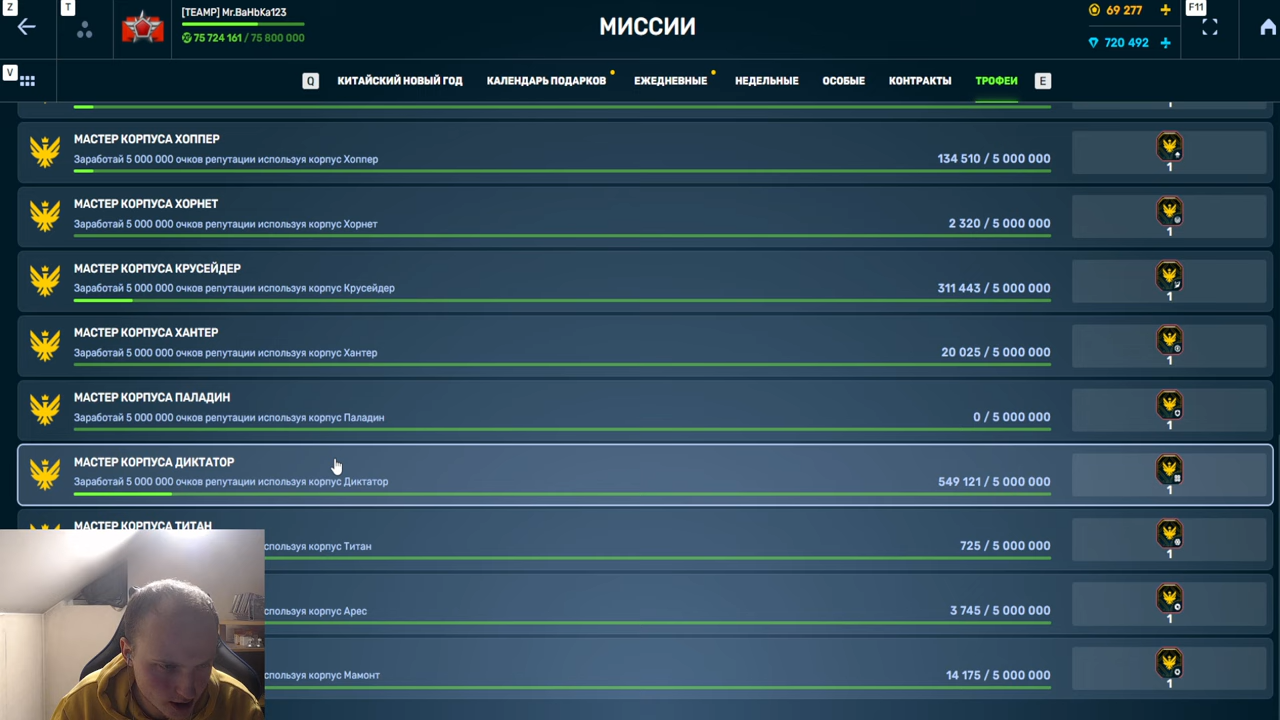 Z
T
[TEAMP] Mr.BaHbKa123
75 724 161 / 75 800 000
МИССИИ
69 277
720 492
F11
V
Q
КИТАЙСКИЙ НОВЫЙ ГОД
КАЛЕНДАРЬ ПОДАРКОВ
ЕЖЕДНЕВНЫЕ
НЕДЕЛЬНЫЕ
ОСОБЫЕ
КОНТРАКТЫ
ТРОФЕИ
E
1
МАСТЕР КОРПУСА ХОППЕР
Заработай 5 000 000 очков репутации используя корпус Хоппер
134 510 / 5 000 000
1
МАСТЕР КОРПУСА ХОРНЕТ
Заработай 5 000 000 очков репутации используя корпус Хорнет
2 320 / 5 000 000
1
МАСТЕР КОРПУСА КРУСЕЙДЕР
Заработай 5 000 000 очков репутации используя корпус Крусейдер
311 443 / 5 000 000
1
МАСТЕР КОРПУСА ХАНТЕР
Заработай 5 000 000 очков репутации используя корпус Хантер
20 025 / 5 000 000
1
МАСТЕР КОРПУСА ПАЛАДИН
Заработай 5 000 000 очков репутации используя корпус Паладин
0 / 5 000 000
1
МАСТЕР КОРПУСА ДИКТАТОР
Заработай 5 000 000 очков репутации используя корпус Диктатор
549 121 / 5 000 000
1
МАСТЕР КОРПУСА ТИТАН
используя корпус Титан
725 / 5 000 000
1
используя корпус Арес
3 745 / 5 000 000
1
используя корпус Мамонт
14 175 / 5 000 000
1